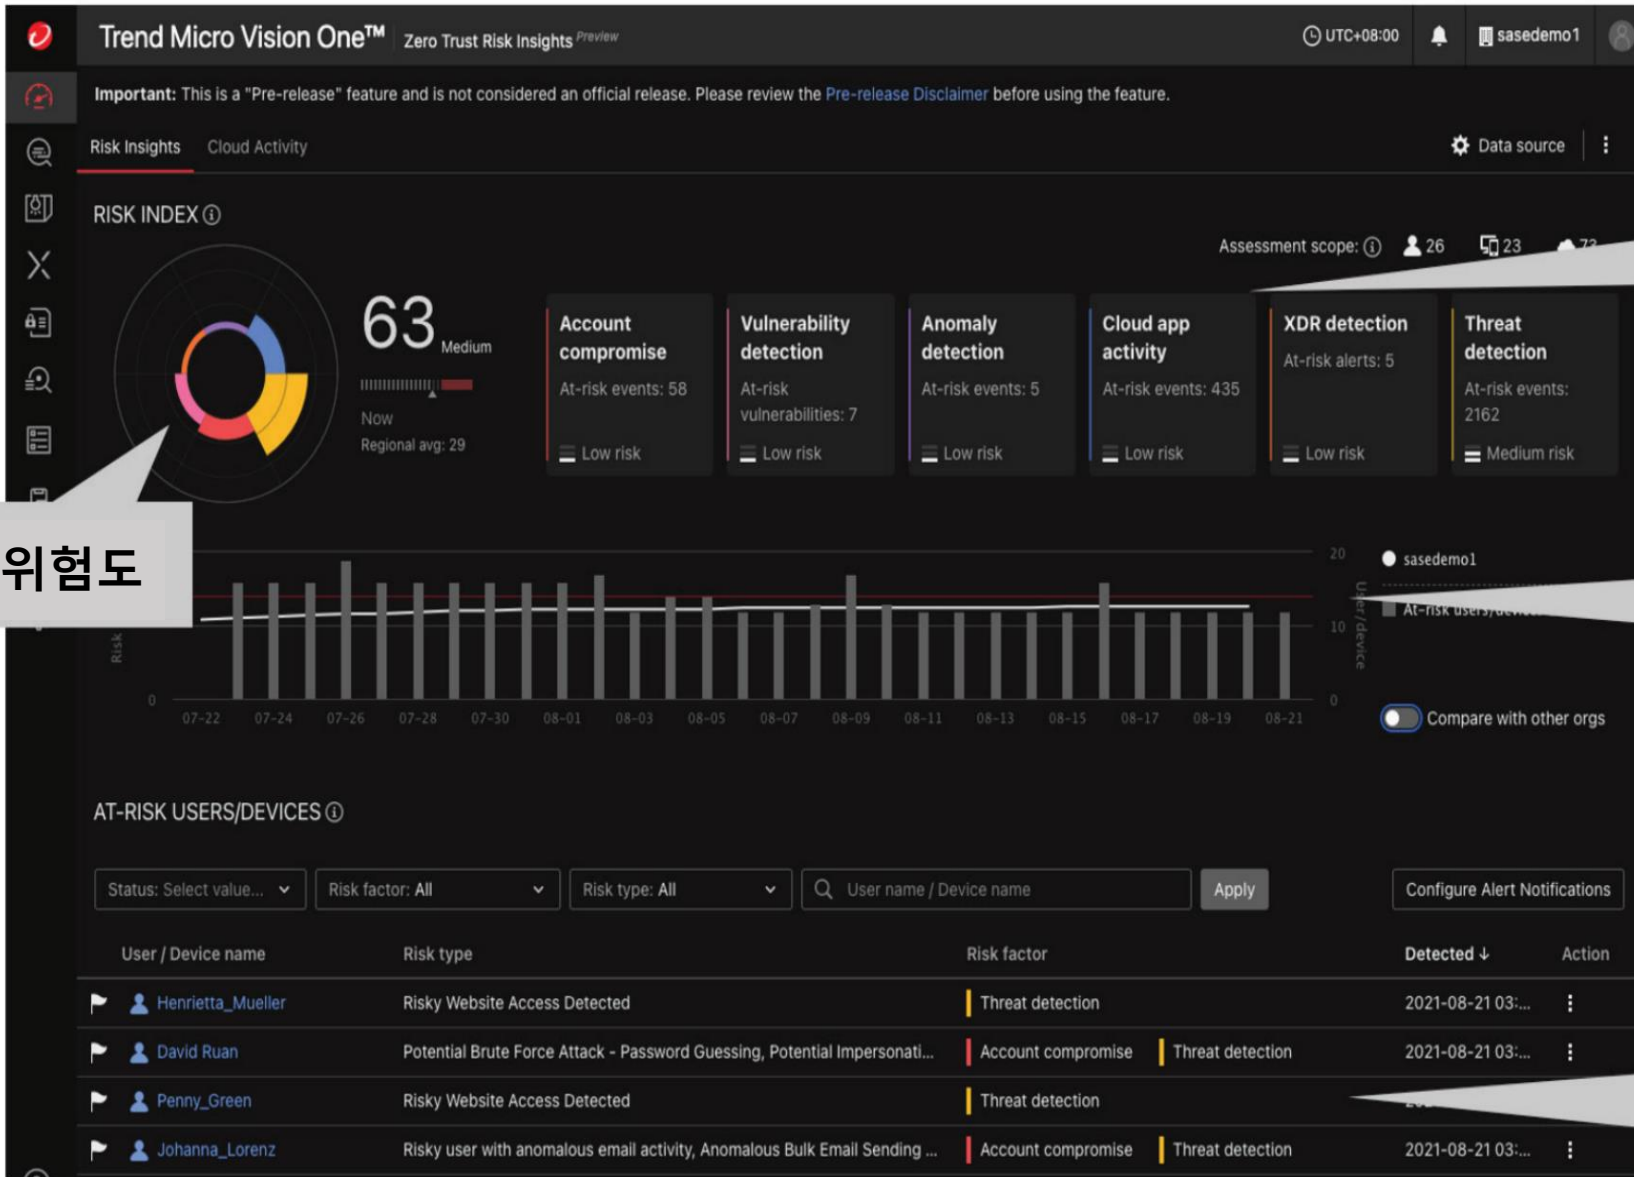 Trend Micro Vision One™ Zero Trust Risk Insights Preview
UTC+08:00 sasedemo1
Important: This is a "Pre-release" feature and is not considered an official release. Please review the Pre-release Disclaimer before using the feature.
Risk Insights Cloud Activity
Data source
RISK INDEX
Assessment scope: 26 23
63 Medium
Now
Regional avg: 29
Account
compromise
At-risk events: 58
Low risk
Vulnerability
detection
At-risk
vulnerabilities: 7
Low risk
Anomaly
detection
At-risk events: 5
Low risk
Cloud app
activity
At-risk events: 435
Low risk
XDR detection
At-risk alerts: 5
Low risk
Threat
detection
At-risk events:
2162
Medium risk
위험도
Risk
0
20
10
0
User/device
07-22 07-24 07-26 07-28 07-30 08-01 08-03 08-05 08-07 08-09 08-11 08-13 08-15 08-17 08-19 08-21
sasedemo1
At-risk
Compare with other orgs
AT-RISK USERS/DEVICES
Status: Select value... Risk factor: All Risk type: All User name / Device name Apply Configure Alert Notifications
User / Device name Risk type Risk factor Detected ↓ Action
Henrietta_Mueller Risky Website Access Detected Threat detection 2021-08-21 03:...
David Ruan Potential Brute Force Attack - Password Guessing, Potential Impersonati... Account compromise Threat detection 2021-08-21 03:...
Penny_Green Risky Website Access Detected Threat detection
Johanna_Lorenz Risky user with anomalous email activity, Anomalous Bulk Email Sending ... Account compromise Threat detection 2021-08-21 03:...